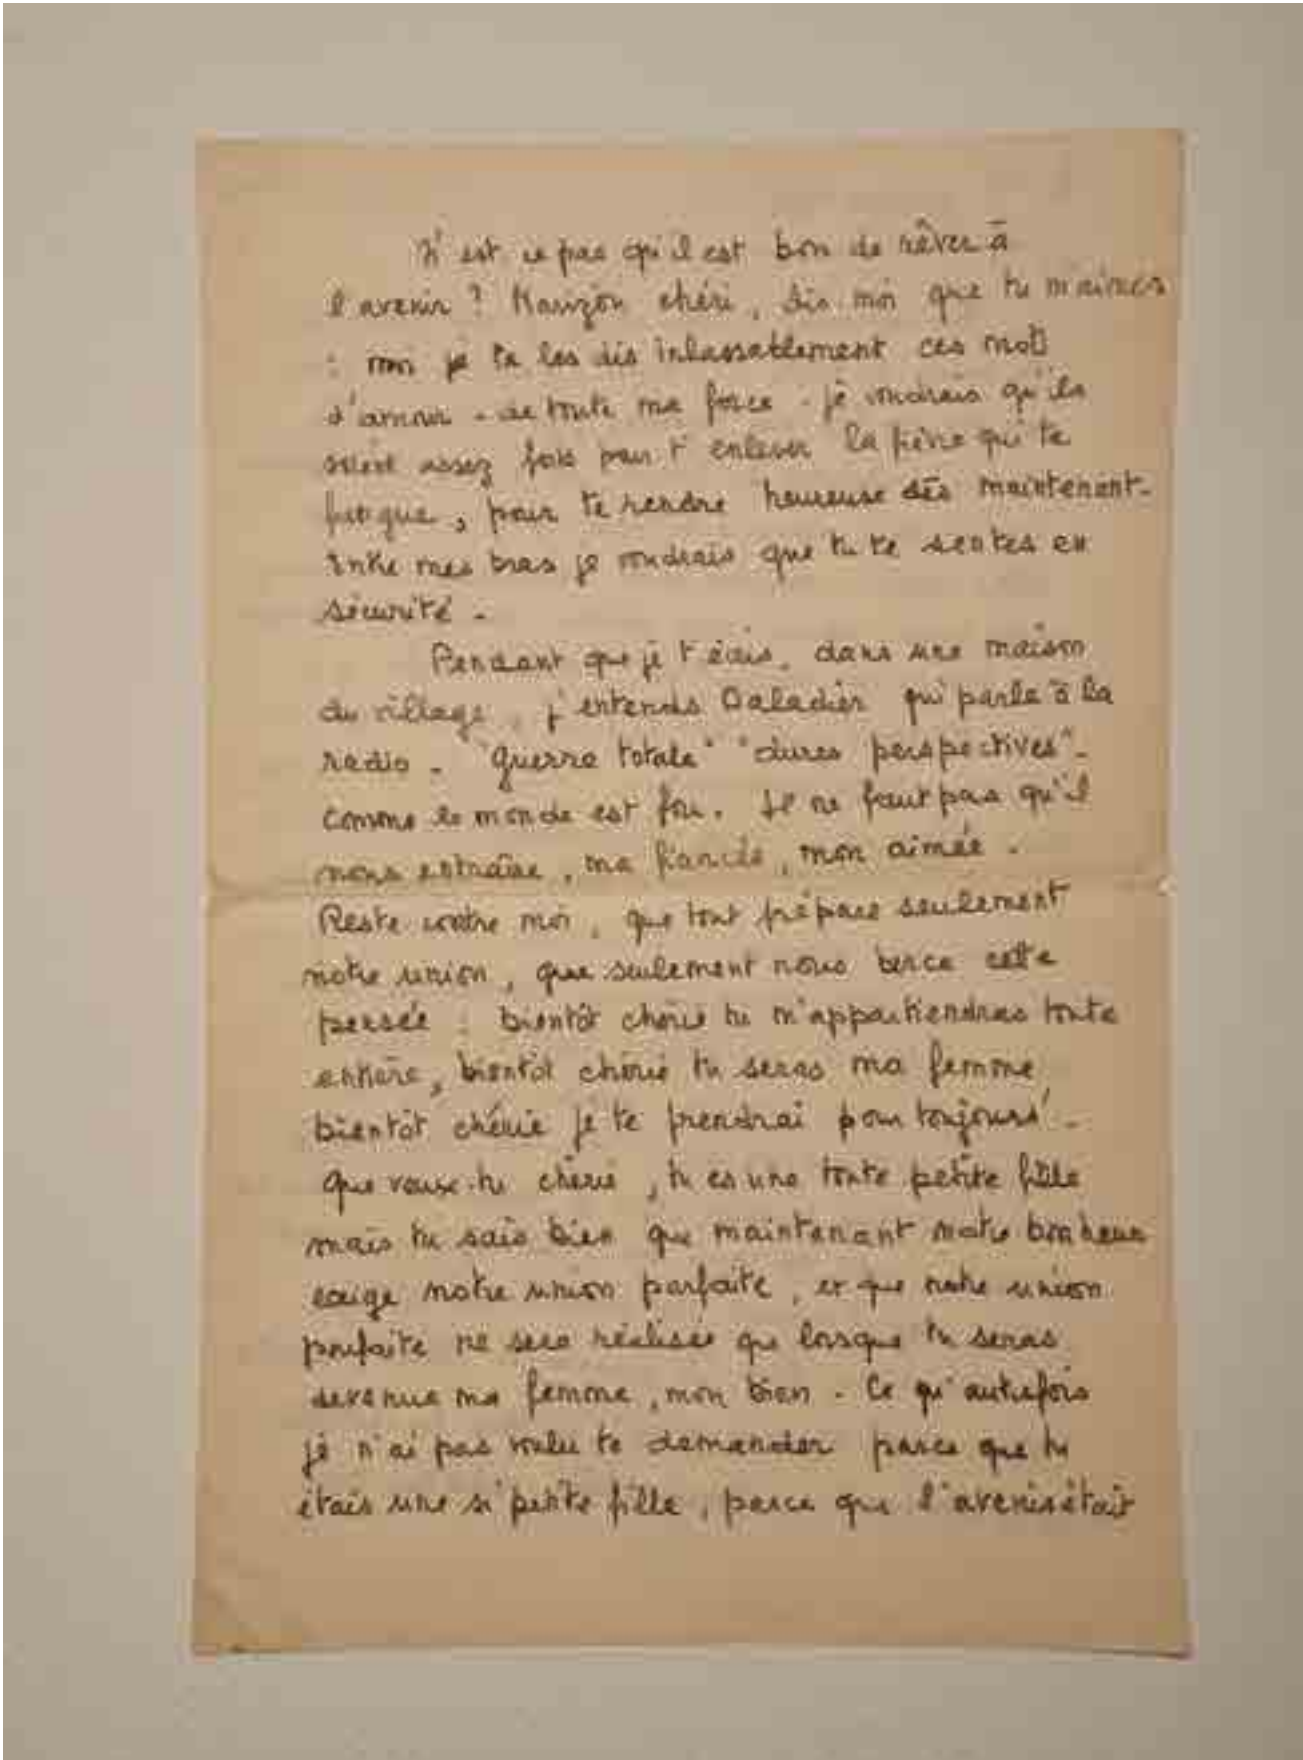 N'est ce pas qu'il est bon de rêver à
l'avenir ? chéri, dis moi que tu m'aimes
: moi je te les dis inlassablement ces mots
d'amour - de toute ma force - je voudrais qu'ils
soient assez forts pour t'enlever la fièvre qui te
fatigue, pour te rendre heureuse dès maintenant -
Entre mes bras je voudrais que tu te sentes en
sécurité -
Pendant que je t'écris, dans une maison
du village, j'entends Daladier qui parle à la
radio - "guerre totale" "dures perspectives" -
comme le monde est fou. Il ne faut pas qu'il
nous entraîne, ma fiancée, mon aimée -
Reste contre moi, que tout prépare seulement
notre union, que seulement nous berce cette
pensée : bientôt chérie tu m'appartiendras toute
entière, bientôt chérie tu seras ma femme,
bientôt chérie je te prendrai pour toujours -
Que veux-tu chérie, tu es une toute petite fille
mais tu sais bien que maintenant notre bonheur
exige notre union parfaite, et que notre union
parfaite ne sera réalisée que lorsque tu seras
devenue ma femme, mon bien - Ce qu'autrefois
je n'ai pas voulu te demander parce que tu
étais une si petite fille, parce que l'avenir était